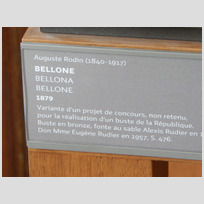 Auguste Rodin (1840-1917)
BELLONE
BELLONA
BELLONE
1879
Variante d'un projet de concours, non retenu,
pour la réalisation d'un buste de la République.
Buste en bronze, fonte au sable Alexis Rudier en 1
Don Mme Eugène Rudier en 1957, S. 476.